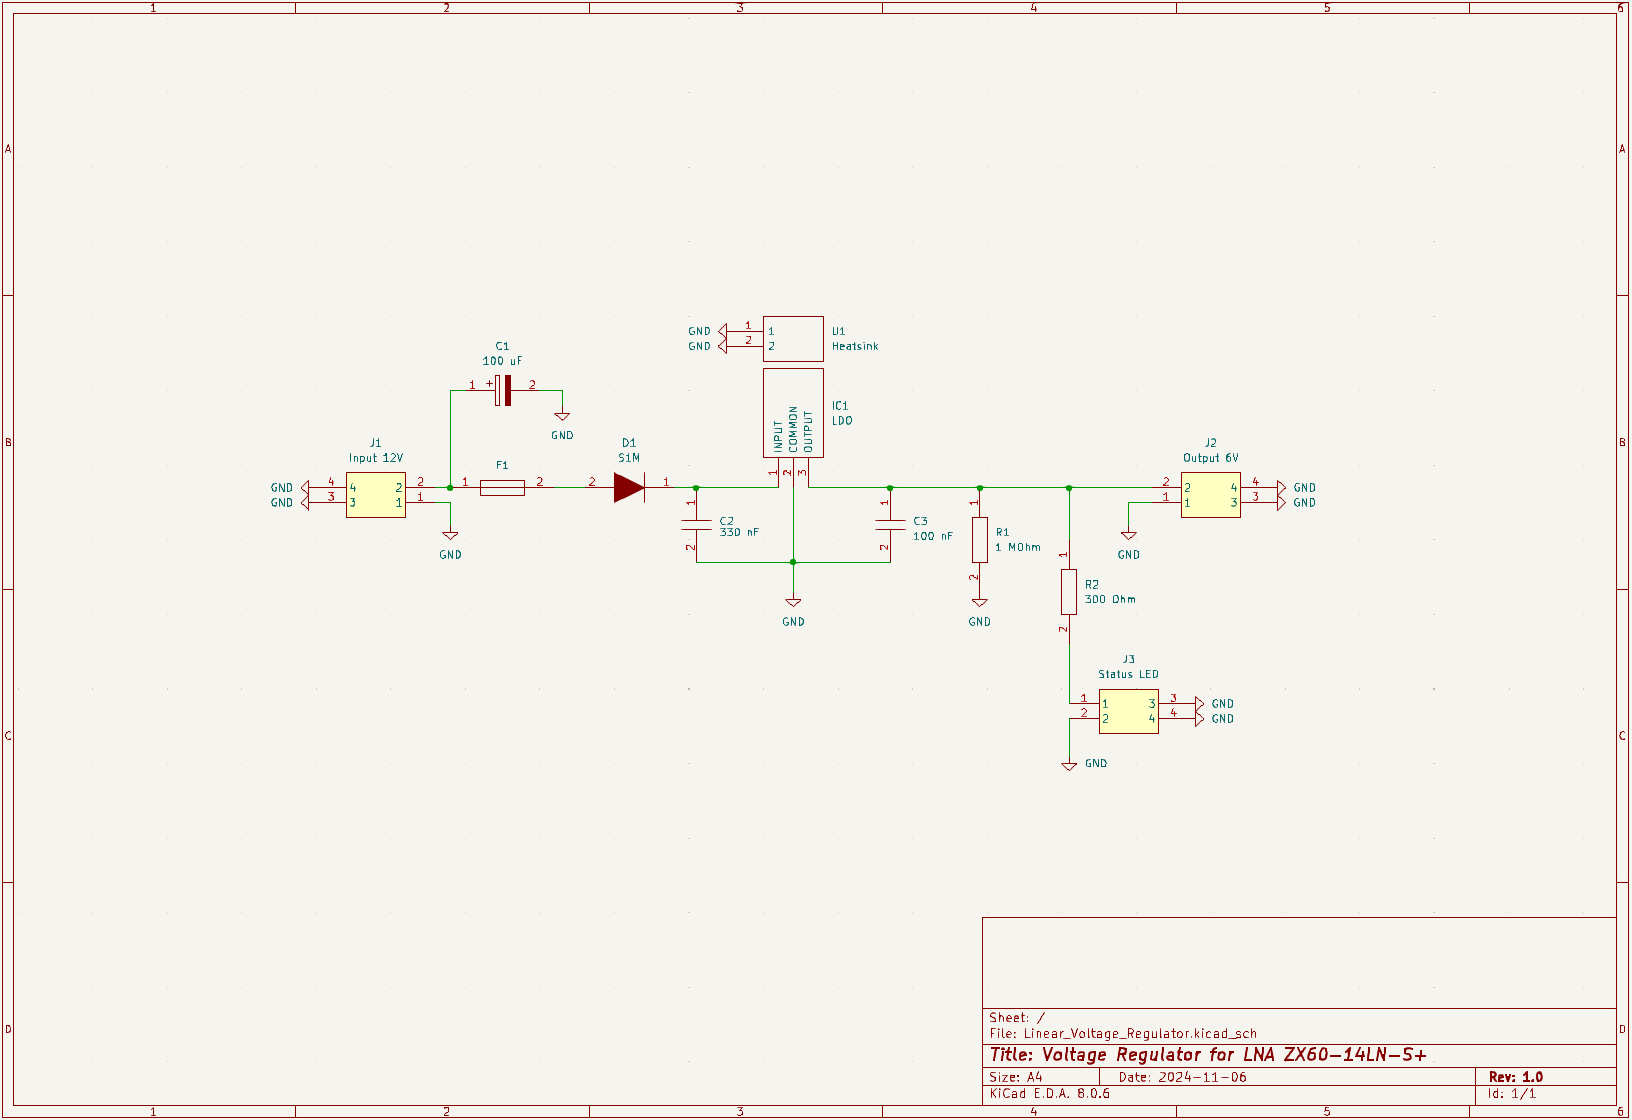 1 2 3 4 5 6
A A
U1
Heatsink
GND 1 1
GND 2 2
C1
100 uF
1 + 2
GND
IC1
LDO
INPUT
COMMON
OUTPUT
1 2 3
B B
J1
Input 12V
GND 4 4 2 2
GND 3 3 1 1
GND
F1
1 2
D1
S1M
2 1
1
C2
330 nF
2
GND
1
C3
100 nF
2
1
R1
1 MOhm
2
GND
J2
Output 6V
2 2 4 4 GND
1 1 3 3 GND
GND
1
R2
300 Ohm
2
J3
Status LED
1 1 3 3 GND
2 2 4 4 GND
GND
C C
D D
Sheet: /
File: Linear_Voltage_Regulator.kicad_sch
Title: Voltage Regulator for LNA ZX60-14LN-S+
Size: A4 Date: 2024-11-06 Rev: 1.0
KiCad E.D.A. 8.0.6 Id: 1/1
1 2 3 4 5 6